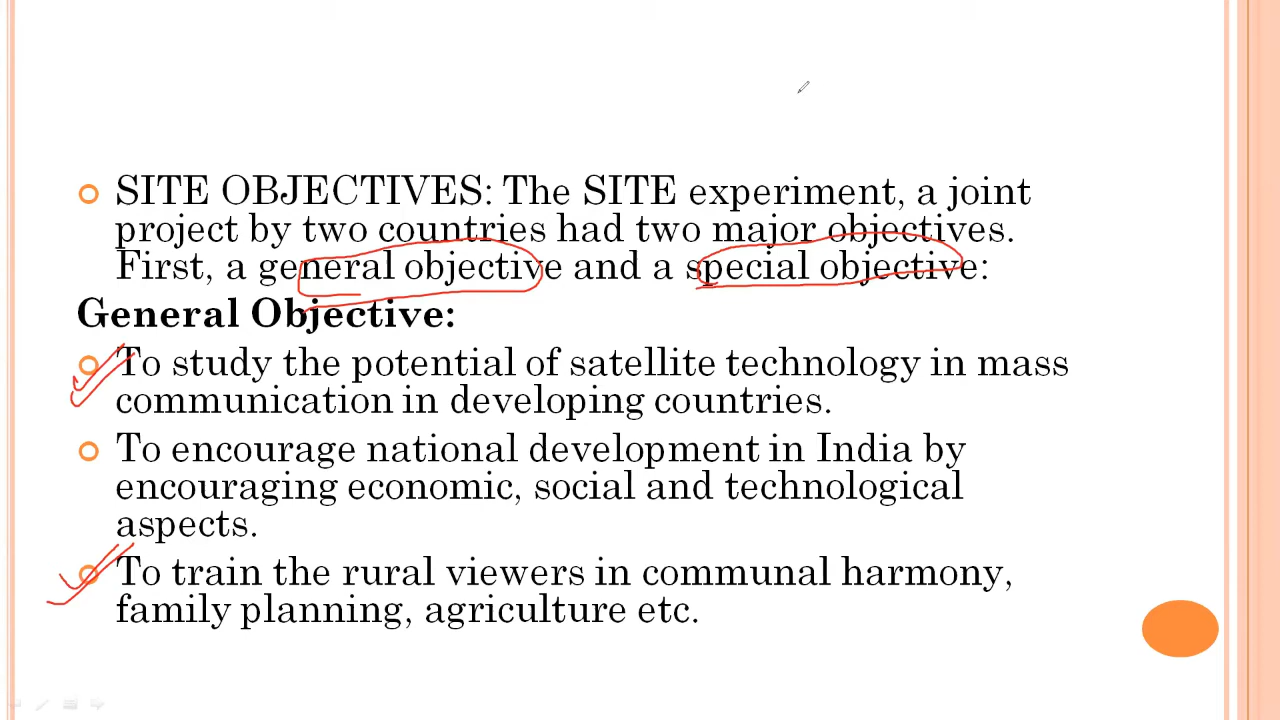 SITE OBJECTIVES: The SITE experiment, a joint
project by two countries had two major objectives.
First, a general objective and a special objective:
General Objective:
To study the potential of satellite technology in mass
communication in developing countries.
To encourage national development in India by
encouraging economic, social and technological
aspects.
To train the rural viewers in communal harmony,
family planning, agriculture etc.